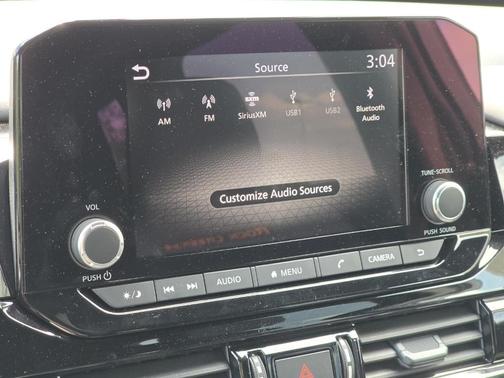 Source
3:04
AM
FM
SiriusXM
USB1
USB2
Bluetooth
Audio
Customize Audio Sources
VOL
PUSH
TUNE·SCROLL
PUSH SOUND
AUDIO
MENU
CAMERA